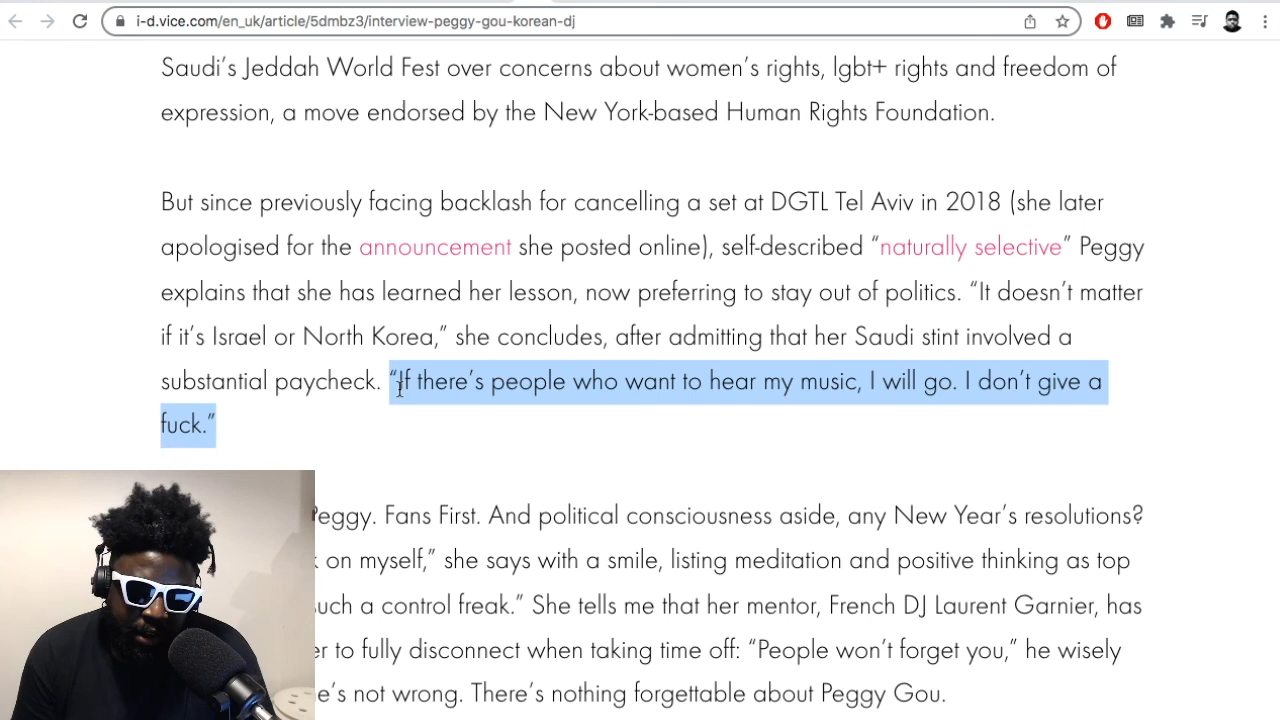 i-d.vice.com/en_uk/article/5dmbz3/interview-peggy-gou-korean-dj
Saudi’s Jeddah World Fest over concerns about women’s rights, lgbt+ rights and freedom of
expression, a move endorsed by the New York-based Human Rights Foundation.
But since previously facing backlash for cancelling a set at DGTL Tel Aviv in 2018 (she later
apologised for the announcement she posted online), self-described “naturally selective” Peggy
explains that she has learned her lesson, now preferring to stay out of politics. “It doesn’t matter
if it’s Israel or North Korea,” she concludes, after admitting that her Saudi stint involved a
substantial paycheck. “If there’s people who want to hear my music, I will go. I don’t give a
fuck.”
Peggy. Fans First. And political consciousness aside, any New Year’s resolutions?
on myself,” she says with a smile, listing meditation and positive thinking as top
such a control freak.” She tells me that her mentor, French DJ Laurent Garnier, has
to fully disconnect when taking time off: “People won’t forget you,” he wisely
e’s not wrong. There’s nothing forgettable about Peggy Gou.